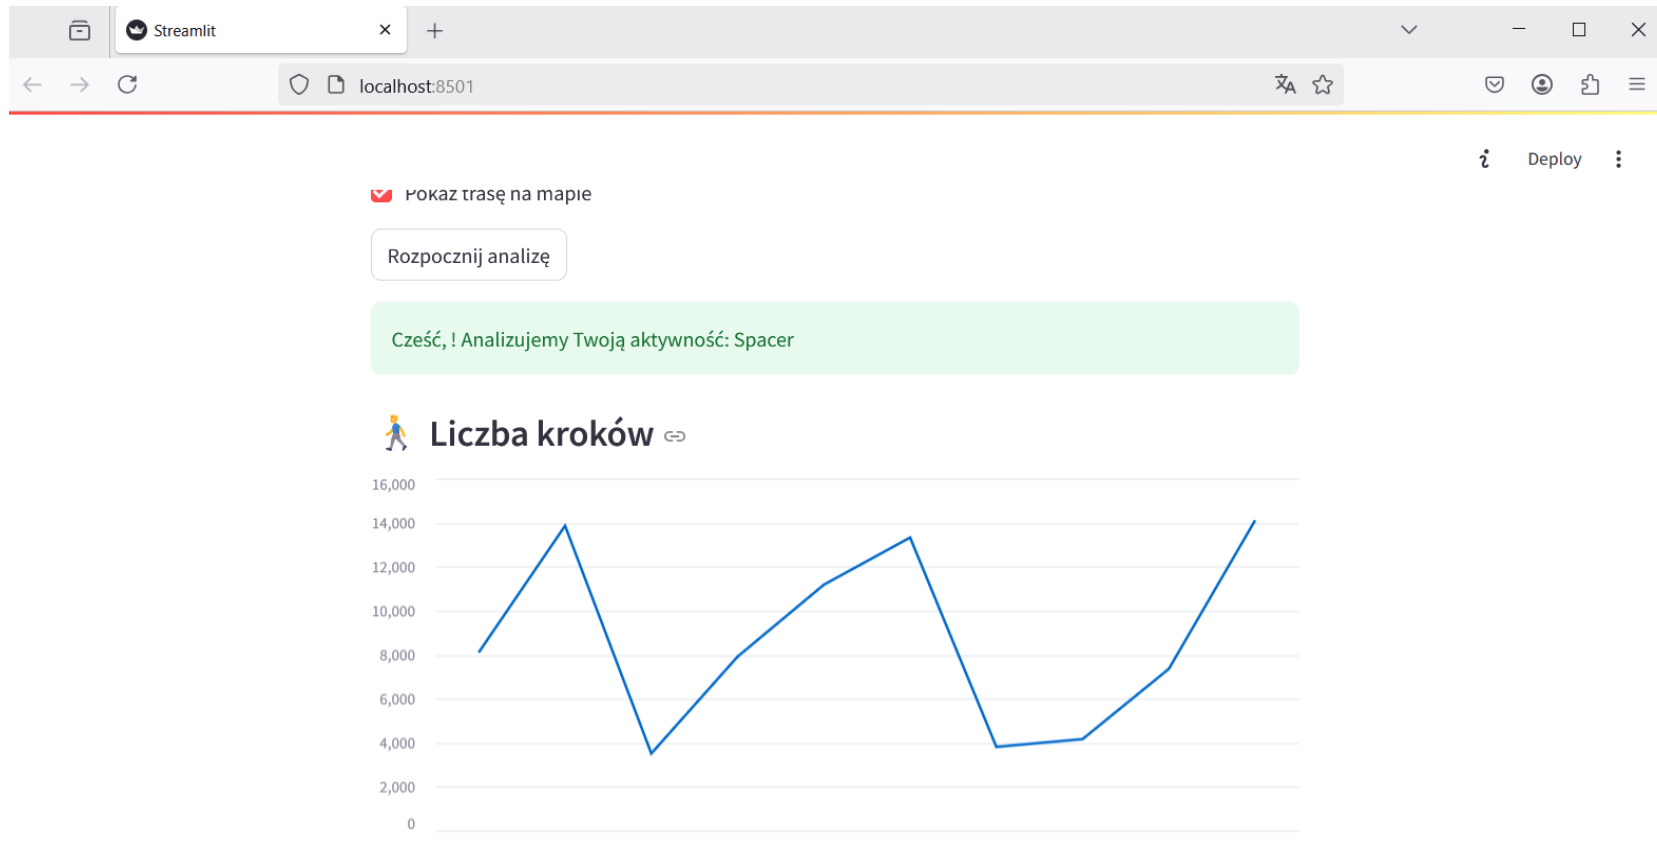 Streamlit
localhost:8501
Deploy
Pokaż trasę na mapie
Rozpocznij analizę
Cześć, ! Analizujemy Twoją aktywność: Spacer
Liczba kroków
16,000
14,000
12,000
10,000
8,000
6,000
4,000
2,000
0